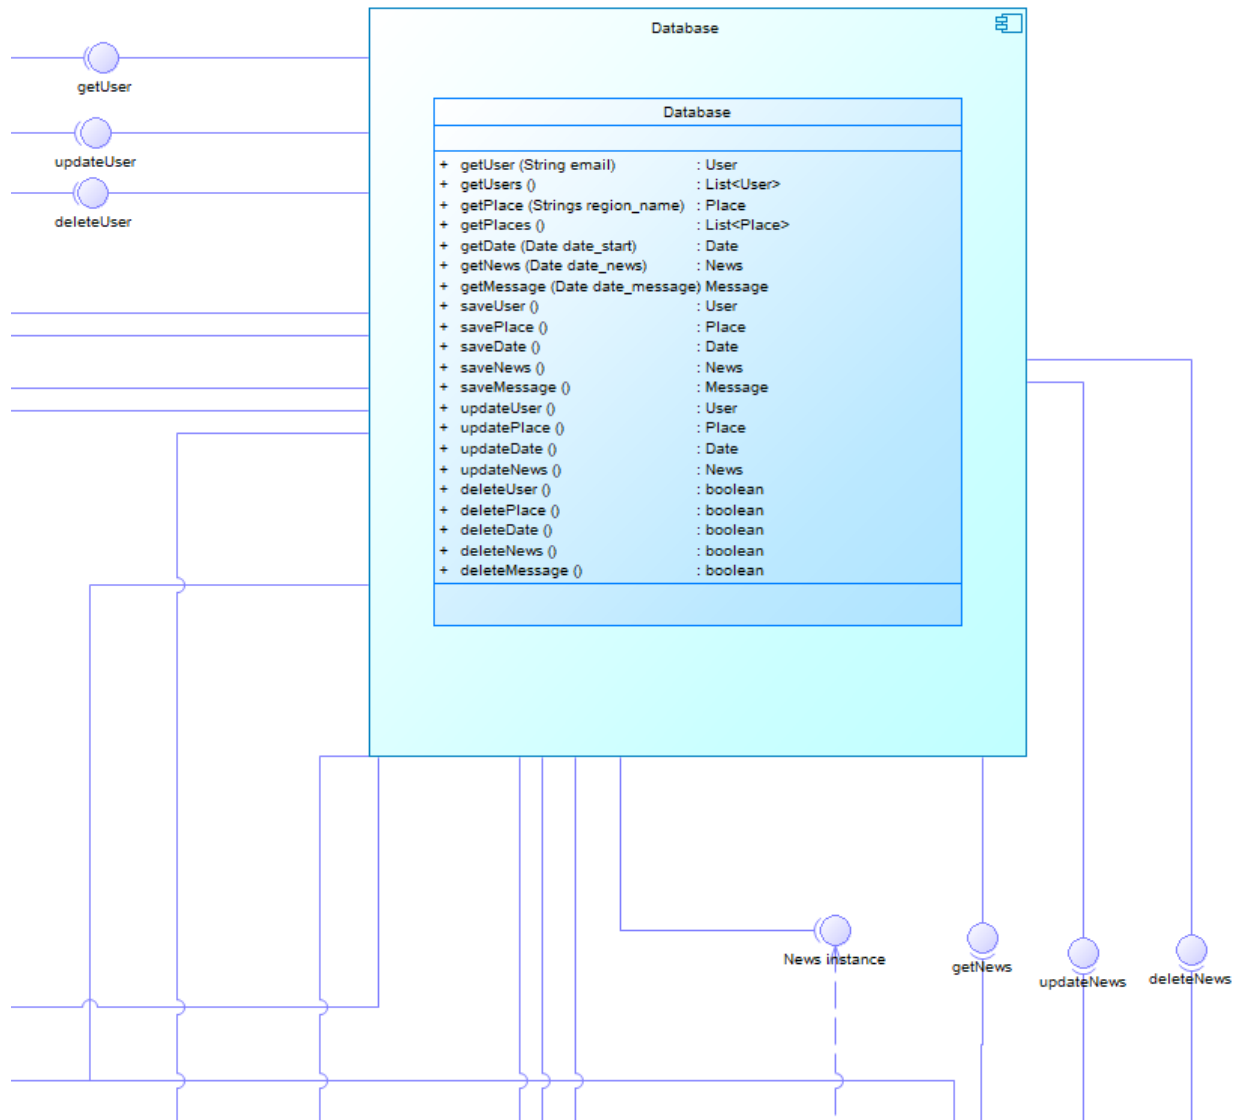 Database
getUser
updateUser
deleteUser
Database
+ getUser (String email) : User
+ getUsers () : List<User>
+ getPlace (Strings region_name) : Place
+ getPlaces () : List<Place>
+ getDate (Date date_start) : Date
+ getNews (Date date_news) : News
+ getMessage (Date date_message) Message
+ saveUser () : User
+ savePlace () : Place
+ saveDate () : Date
+ saveNews () : News
+ saveMessage () : Message
+ updateUser () : User
+ updatePlace () : Place
+ updateDate () : Date
+ updateNews () : News
+ deleteUser () : boolean
+ deletePlace () : boolean
+ deleteDate () : boolean
+ deleteNews () : boolean
+ deleteMessage () : boolean
News instance
getNews
updateNews
deleteNews